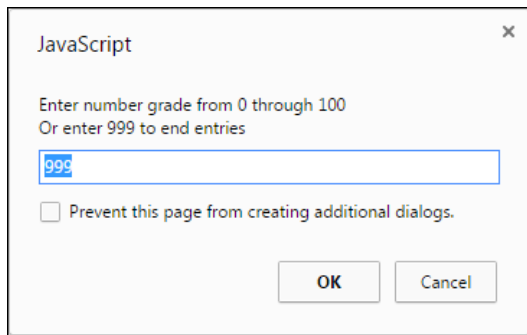 JavaScript
Enter number grade from 0 through 100
Or enter 999 to end entries
999
Prevent this page from creating additional dialogs.
OK
Cancel